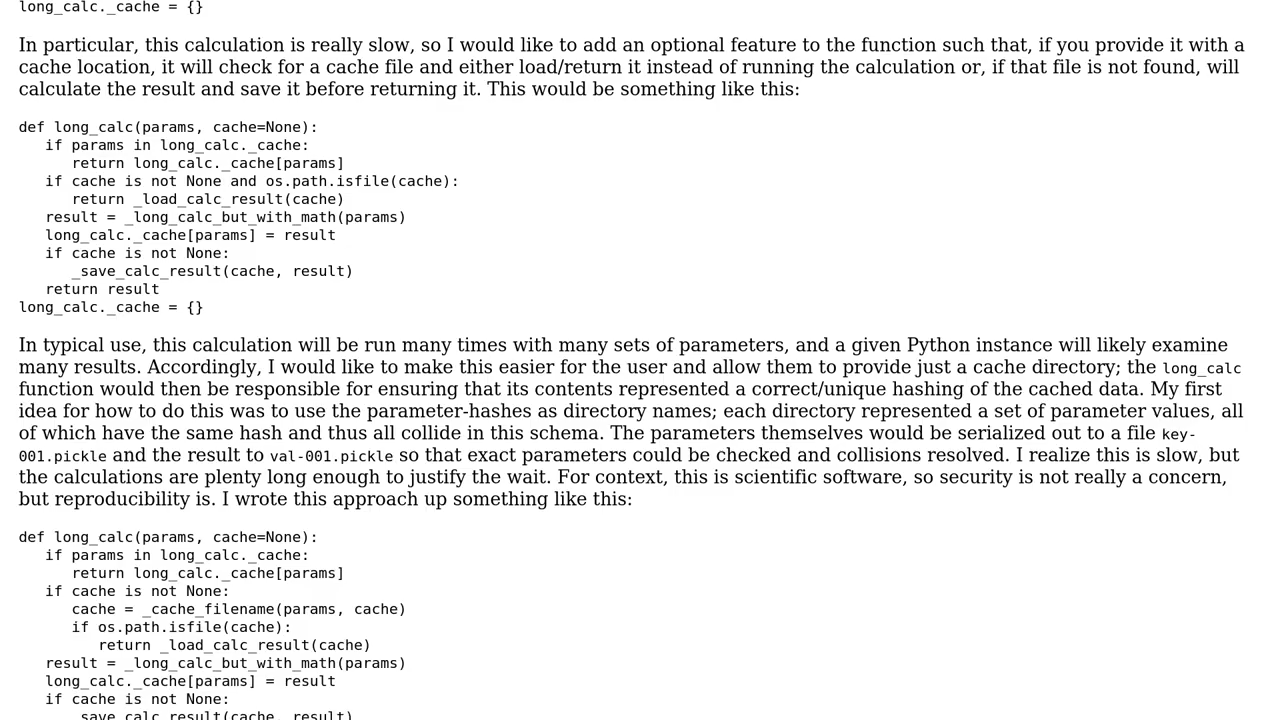 long_calc._cache = {}
In particular, this calculation is really slow, so I would like to add an optional feature to the function such that, if you provide it with a
cache location, it will check for a cache file and either load/return it instead of running the calculation or, if that file is not found, will
calculate the result and save it before returning it. This would be something like this:
def long_calc(params, cache=None):
   if params in long_calc._cache:
      return long_calc._cache[params]
   if cache is not None and os.path.isfile(cache):
      return _load_calc_result(cache)
   result = _long_calc_but_with_math(params)
   long_calc._cache[params] = result
   if cache is not None:
      _save_calc_result(cache, result)
   return result
long_calc._cache = {}
In typical use, this calculation will be run many times with many sets of parameters, and a given Python instance will likely examine
many results. Accordingly, I would like to make this easier for the user and allow them to provide just a cache directory; the long_calc
function would then be responsible for ensuring that its contents represented a correct/unique hashing of the cached data. My first
idea for how to do this was to use the parameter-hashes as directory names; each directory represented a set of parameter values, all
of which have the same hash and thus all collide in this schema. The parameters themselves would be serialized out to a file key-
001.pickle and the result to val-001.pickle so that exact parameters could be checked and collisions resolved. I realize this is slow, but
the calculations are plenty long enough to justify the wait. For context, this is scientific software, so security is not really a concern,
but reproducibility is. I wrote this approach up something like this:
def long_calc(params, cache=None):
   if params in long_calc._cache:
      return long_calc._cache[params]
   if cache is not None:
      cache = _cache_filename(params, cache)
      if os.path.isfile(cache):
         return _load_calc_result(cache)
   result = _long_calc_but_with_math(params)
   long_calc._cache[params] = result
   if cache is not None:
      _save_calc_result(cache, result)